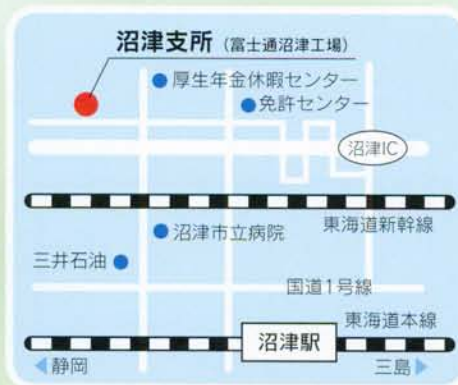 沼津支所（富士通沼津工場）
厚生年金休暇センター
免許センター
沼津IC
東海道新幹線
沼津市立病院
三井石油
国道1号線
東海道本線
沼津駅
◀静岡
三島▶